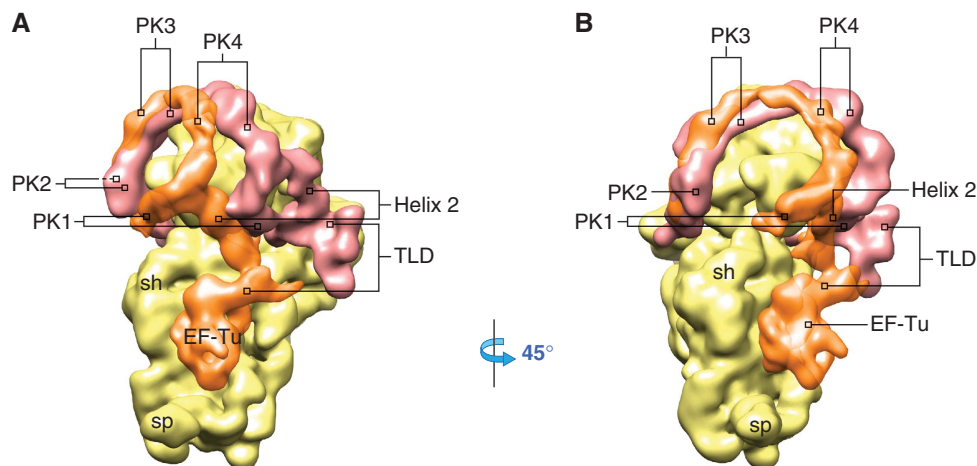 A
PK3
PK4
PK2
PK1
Helix 2
TLD
sh
EF-Tu
sp
45°
B
PK3
PK4
PK2
PK1
Helix 2
TLD
sh
EF-Tu
sp